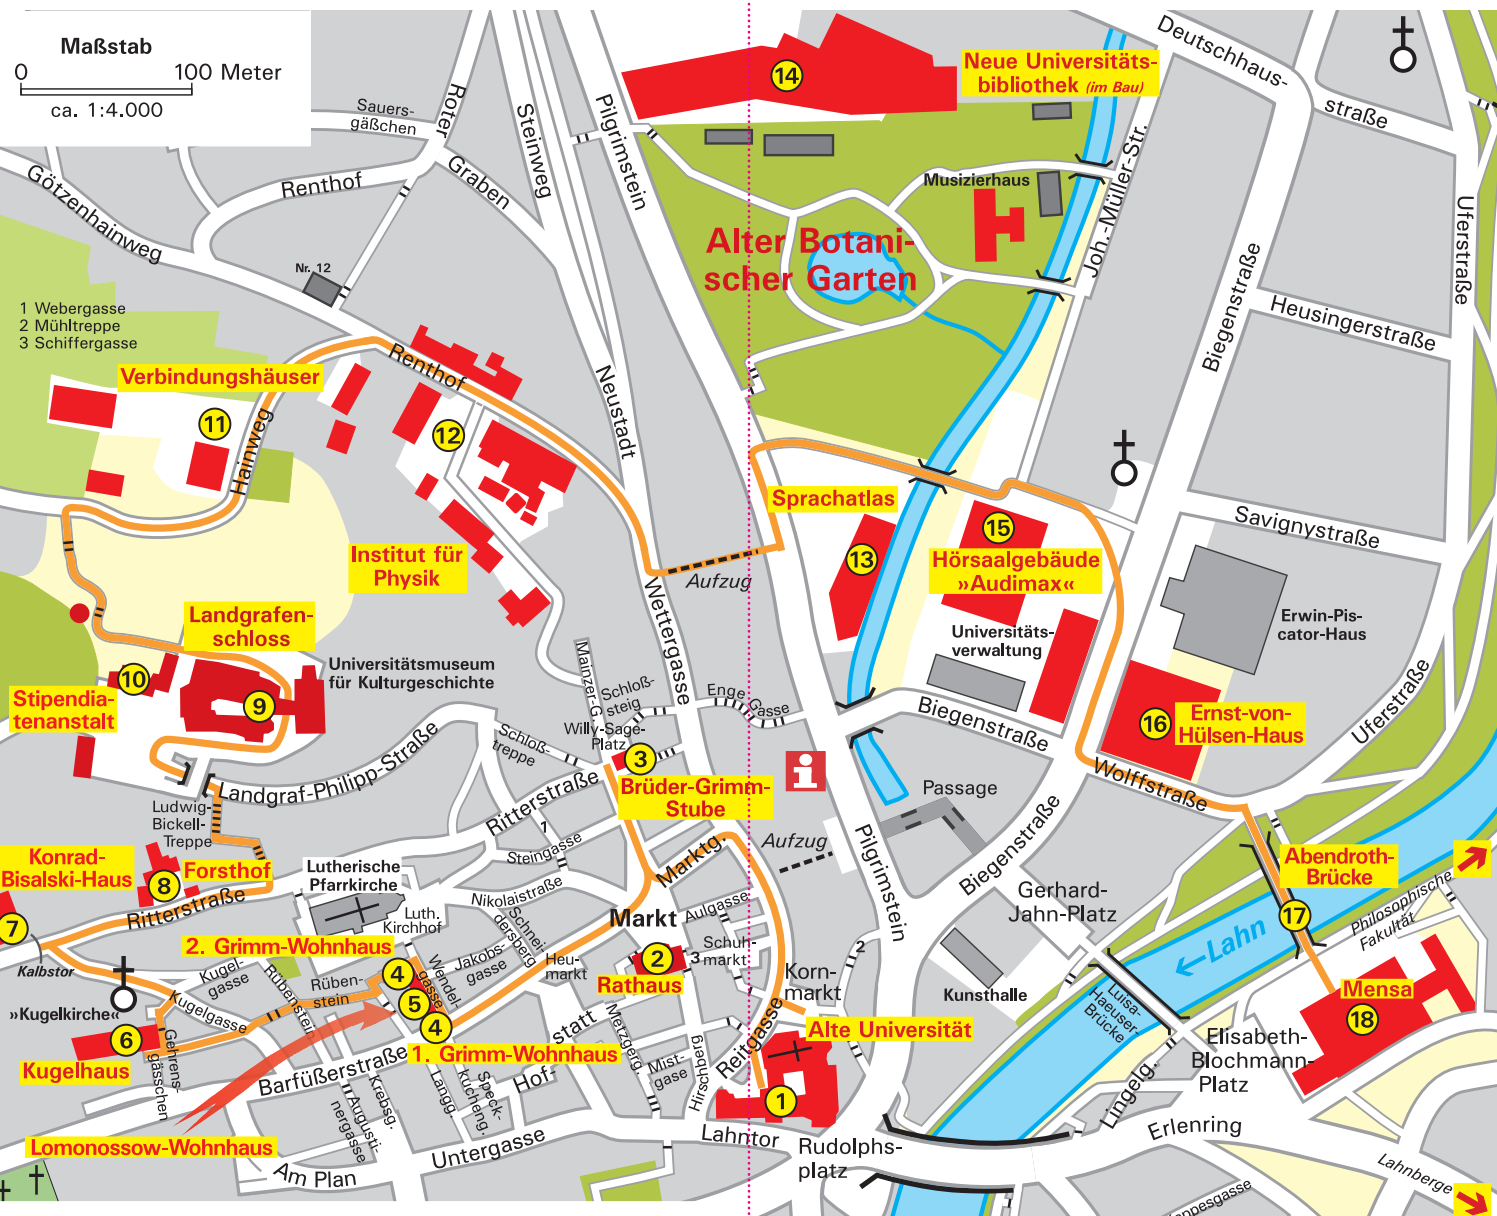 Maßstab
0 100 Meter
ca. 1:4.000
Sauers-
gäßchen
Roter
Graben
Steinweg
Pilgrimstein
14
Neue Universitäts-
bibliothek (im Bau)
Deutschhaus-
straße
Uferstraße
Joh.-Müller-Str.
Biegenstraße
Heusingerstraße
Götzenhainweg
Renthof
Nr. 12
Musizierhaus
Alter Botani-
scher Garten
1 Webergasse
2 Mühltreppe
3 Schiffergasse
Verbindungshäuser
11
Hainweg
Renthof
12
Neustadt
Institut für
Physik
Sprachatlas
13
15
Hörsaalgebäude
»Audimax«
Savignystraße
Aufzug
Wettergasse
Universitäts-
verwaltung
Erwin-Pis-
cator-Haus
Landgrafen-
schloss
Universitätsmuseum
für Kulturgeschichte
10
9
Stipendia-
tenanstalt
Mainzer-G.
Schloß-
steig
Enge Gasse
Willy-Sage-
Platz
Schloß-
treppe
3
Brüder-Grimm-
Stube
Biegenstraße
16
Ernst-von-
Hülsen-Haus
Uferstraße
Wolffstraße
Landgraf-Philipp-Straße
Ludwig-
Bickell-
Treppe
Ritterstraße
1
Steingasse
Marktg.
Aufzug
i
Passage
Pilgrimstein
Biegenstraße
Abendroth-
Brücke
Konrad-
Bisalski-Haus
8
Forsthof
Ritterstraße
7
Kalbstor
Lutherische
Pfarrkirche
Luth.
Kirchhof
Nikolaistraße
Schnei-
dersberg
Markt
Aulgasse
Gerhard-
Jahn-Platz
17
Philosophische
Fakultät
←Lahn
2. Grimm-Wohnhaus
4
Wendel-
gasse
Jakobs-
gasse
Heu-
markt
2
Rathaus
Schuh-
3 markt
2
Korn-
markt
Kunsthalle
Luisa-
Haeuser-
Brücke
Mensa
18
Kugel-
gasse
Rübenstein
Rüben-
stein
»Kugelkirche«
Kugelgasse
5
4
6
Kugelhaus
Gehrens-
gässchen
1. Grimm-Wohnhaus
Barfüßerstraße
Hof-
statt
Metzgerg.
Mist-
gasse
Hirschberg
Reitgasse
Alte Universität
1
Elisabeth-
Blochmann-
Platz
Lingelg.
Lomonossow-Wohnhaus
Krebsg.
Augusti-
nergasse
Langg.
Speck-
kücheng.
Untergasse
Am Plan
Lahntor
Rudolphs-
platz
Erlenring
Lahnberge